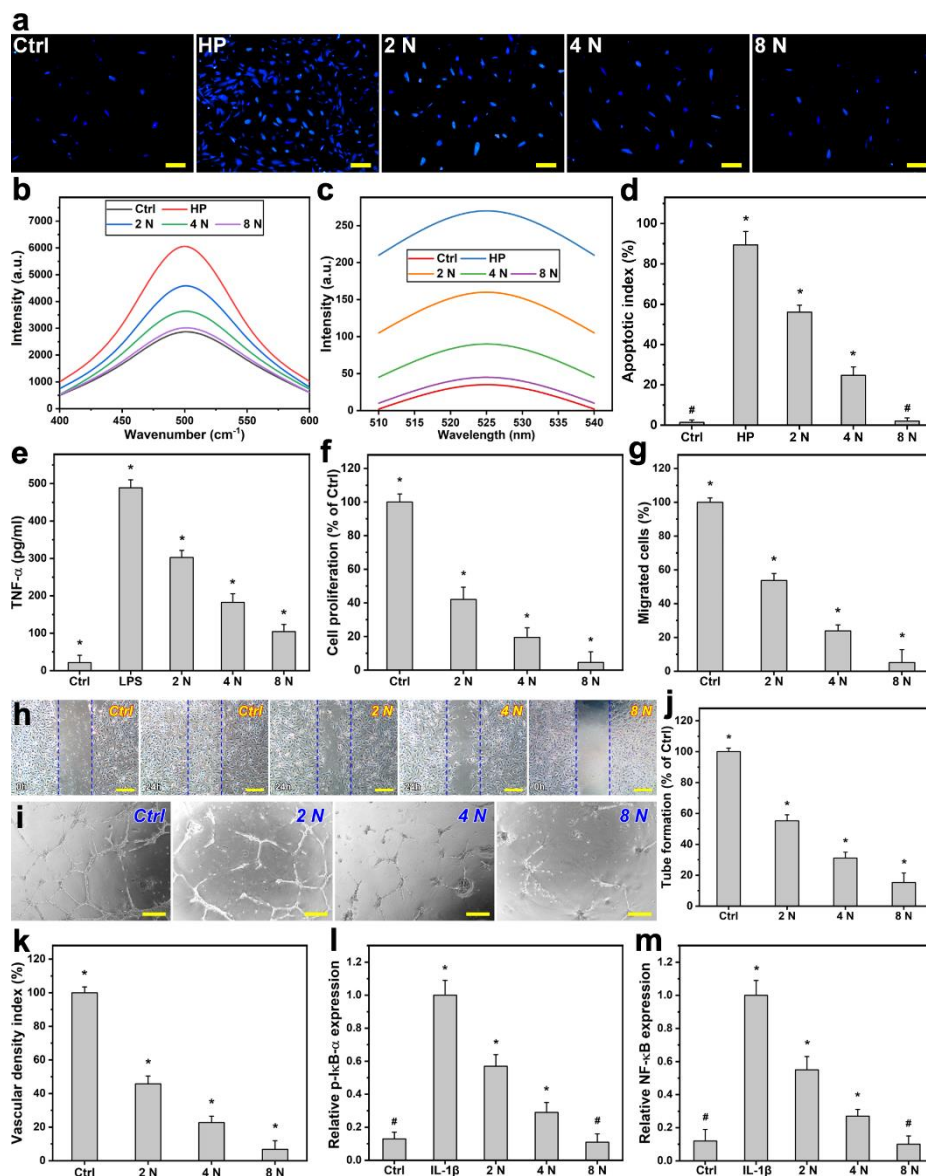 a
Ctrl HP 2 N 4 N 8 N
b
7000
6000
5000
4000
3000
2000
1000
0
Intensity (a.u.)
Ctrl HP
2 N 4 N 8 N
400 450 500 550 600
Wavenumber (cm⁻¹)
c
250
200
150
100
50
0
Intensity (a.u.)
Ctrl HP
2 N 4 N 8 N
510 515 520 525 530 535 540
Wavelength (nm)
d
100
80
60
40
20
0
Apoptotic index (%)
# * * * #
Ctrl HP 2 N 4 N 8 N
e
500
400
300
200
100
0
TNF-α (pg/ml)
* * * * *
Ctrl LPS 2 N 4 N 8 N
f
120
100
80
60
40
20
0
Cell proliferation (% of Ctrl)
* * * *
Ctrl 2 N 4 N 8 N
g
120
100
80
60
40
20
0
Migrated cells (%)
* * * *
Ctrl 2 N 4 N 8 N
h
Ctrl Ctrl 2 N 4 N 8 N
0h 24h 24h 24h 0h
i
Ctrl 2 N 4 N 8 N
j
120
100
80
60
40
20
0
Tube formation (% of Ctrl)
* * * *
Ctrl 2 N 4 N 8 N
k
120
100
80
60
40
20
0
Vascular density index (%)
* * * *
Ctrl 2 N 4 N 8 N
l
1.2
1.0
0.8
0.6
0.4
0.2
0.0
Relative p-IκB-α expression
# * * * #
Ctrl IL-1β 2 N 4 N 8 N
m
1.2
1.0
0.8
0.6
0.4
0.2
0.0
Relative NF-κB expression
# * * * #
Ctrl IL-1β 2 N 4 N 8 N